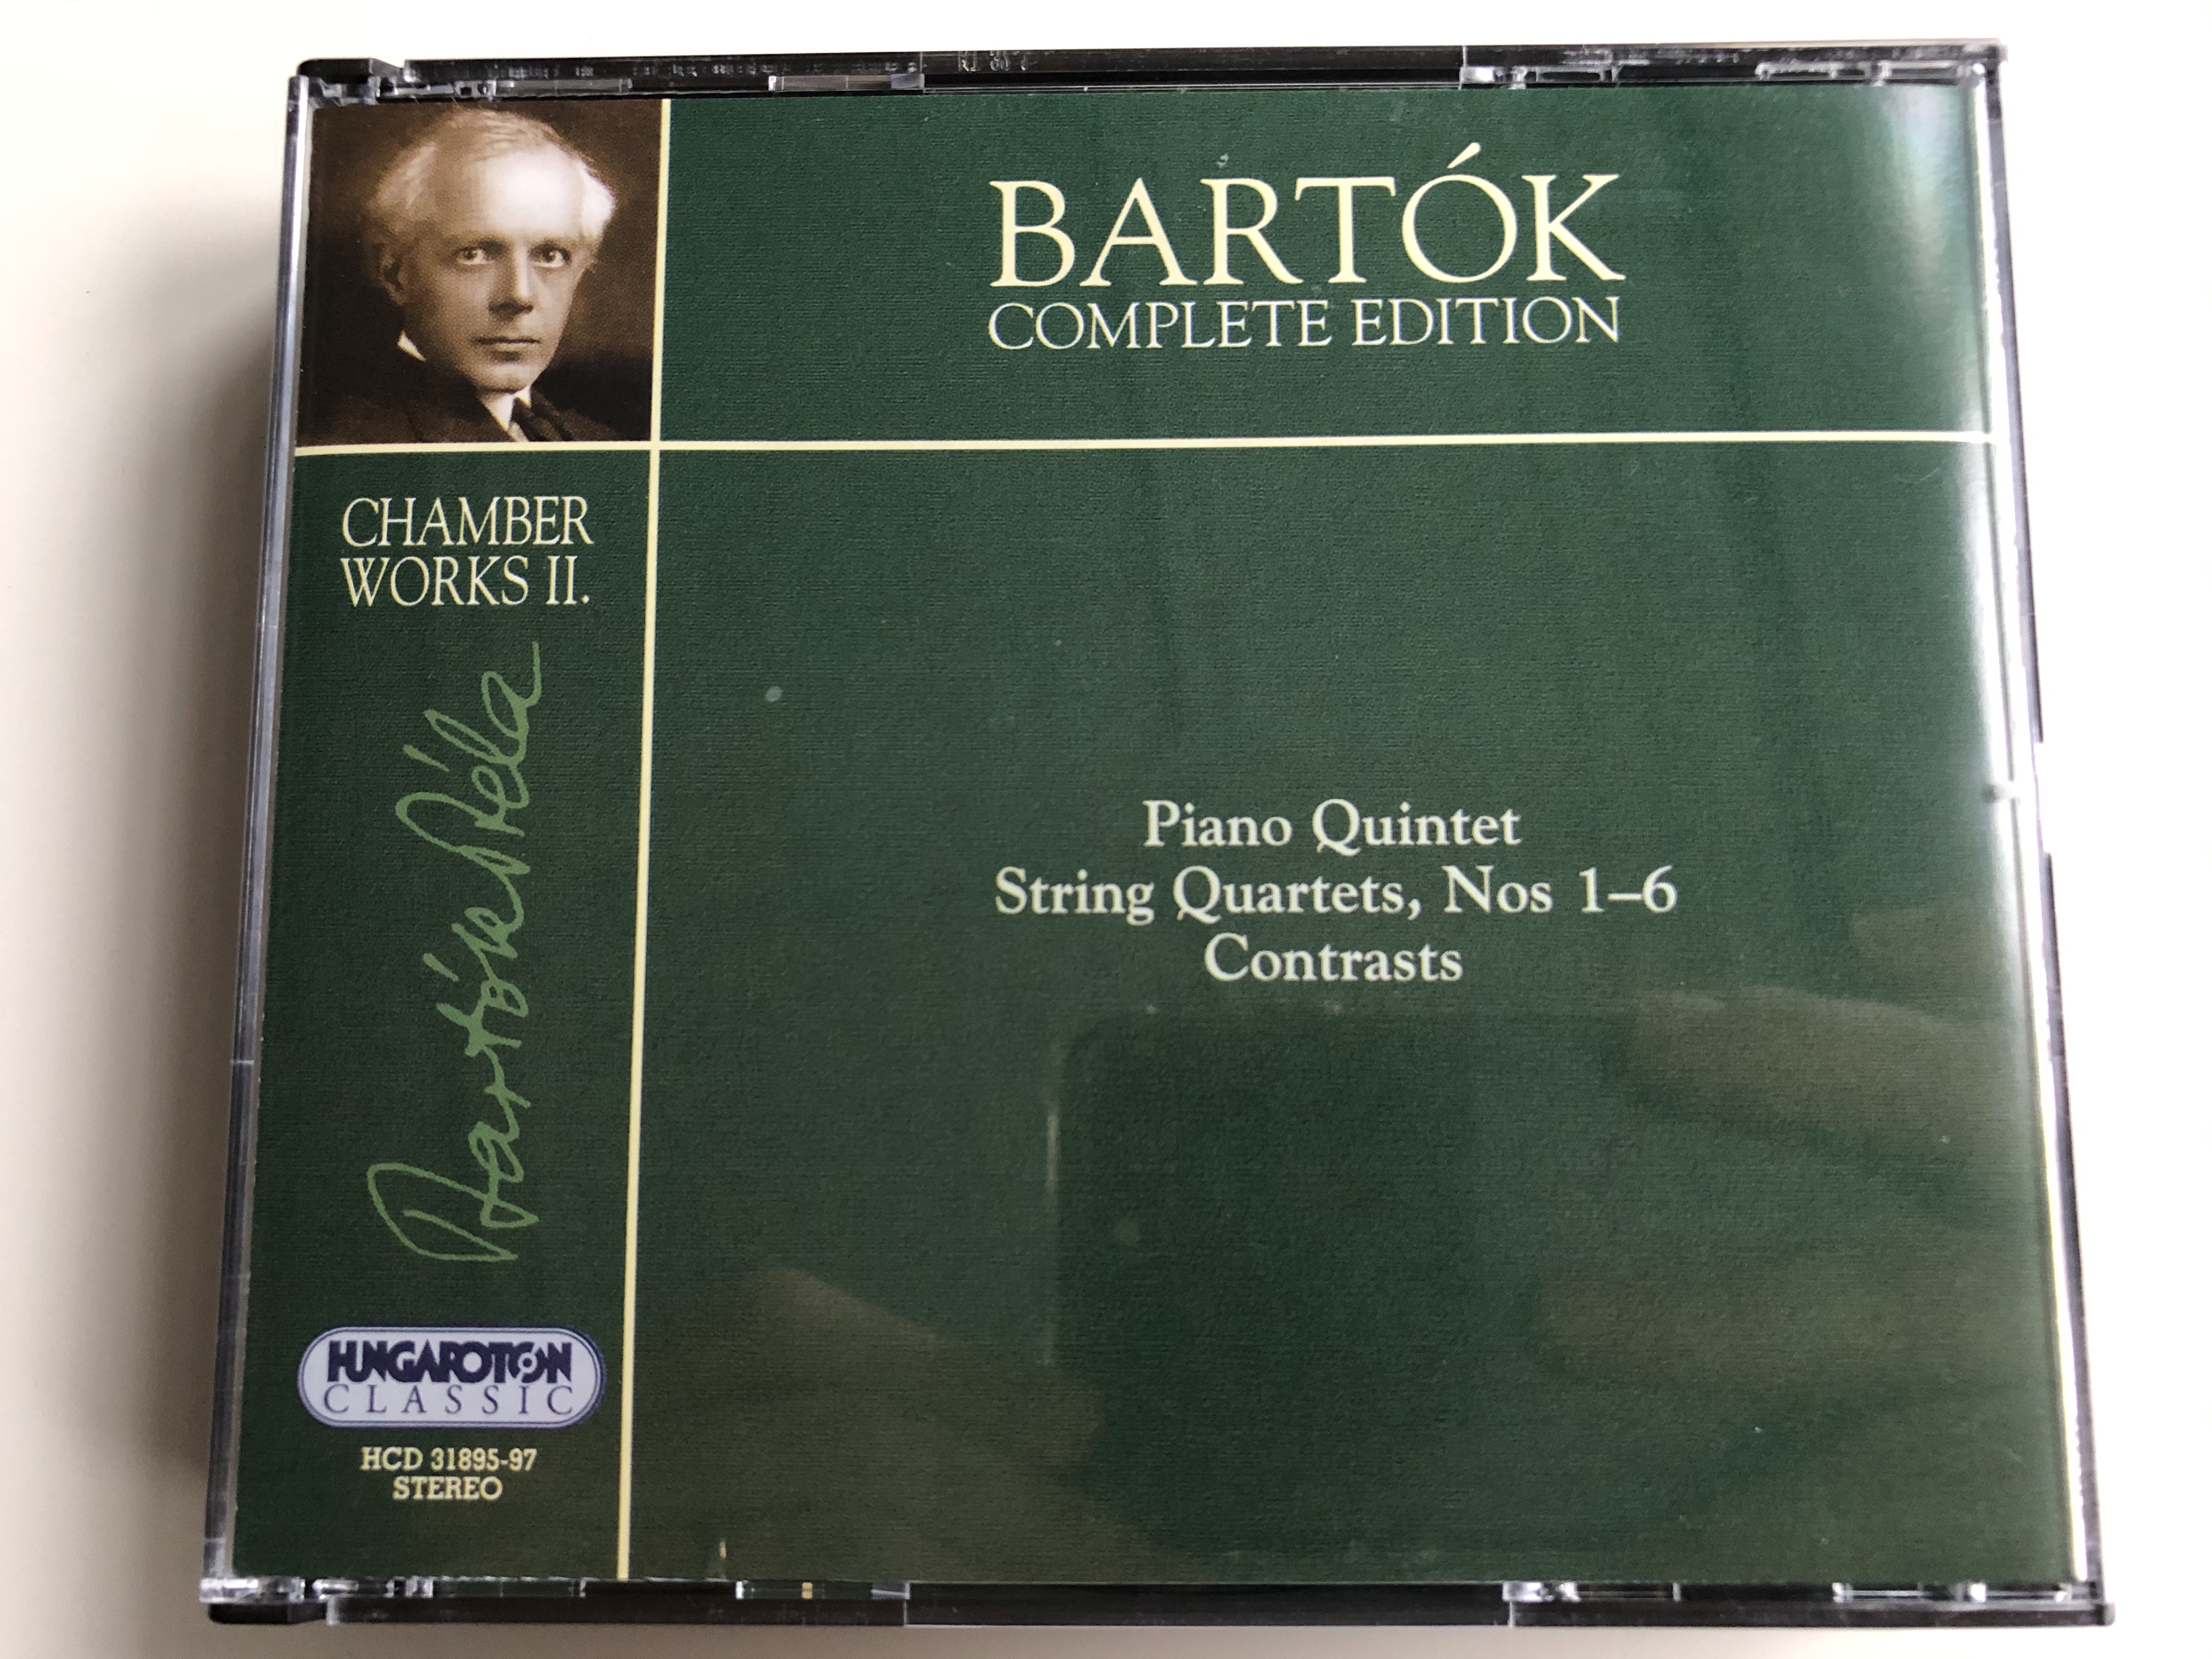 BARTÓK
COMPLETE EDITION
CHAMBER
WORKS II.
Bartók Béla
Piano Quintet
String Quartets, Nos 1–6
Contrasts
HUNGAROTON
CLASSIC
HCD 31895-97
STEREO